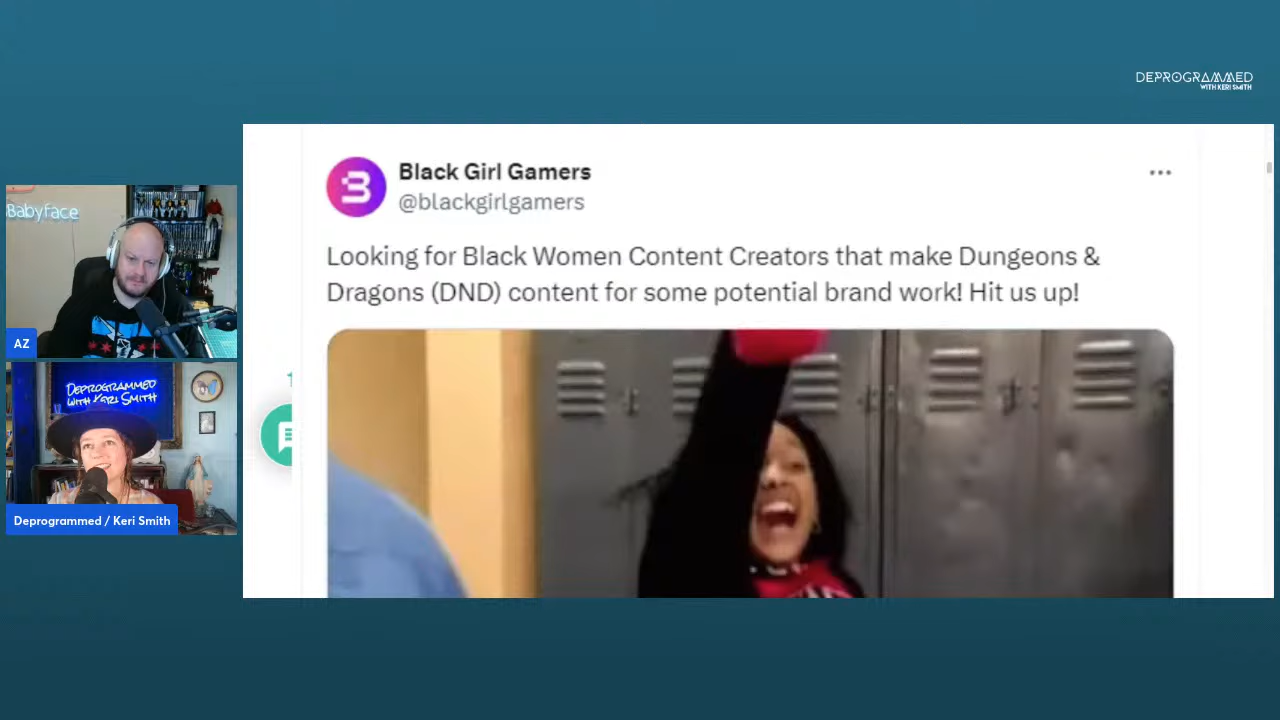 DEPROGRAMMED
WITH KERI SMITH
Black Girl Gamers
@blackgirlgamers
Looking for Black Women Content Creators that make Dungeons &
Dragons (DND) content for some potential brand work! Hit us up!
BabyFace
AZ
DEPROGRAMMED
WITH KERI SMITH
Deprogrammed / Keri Smith